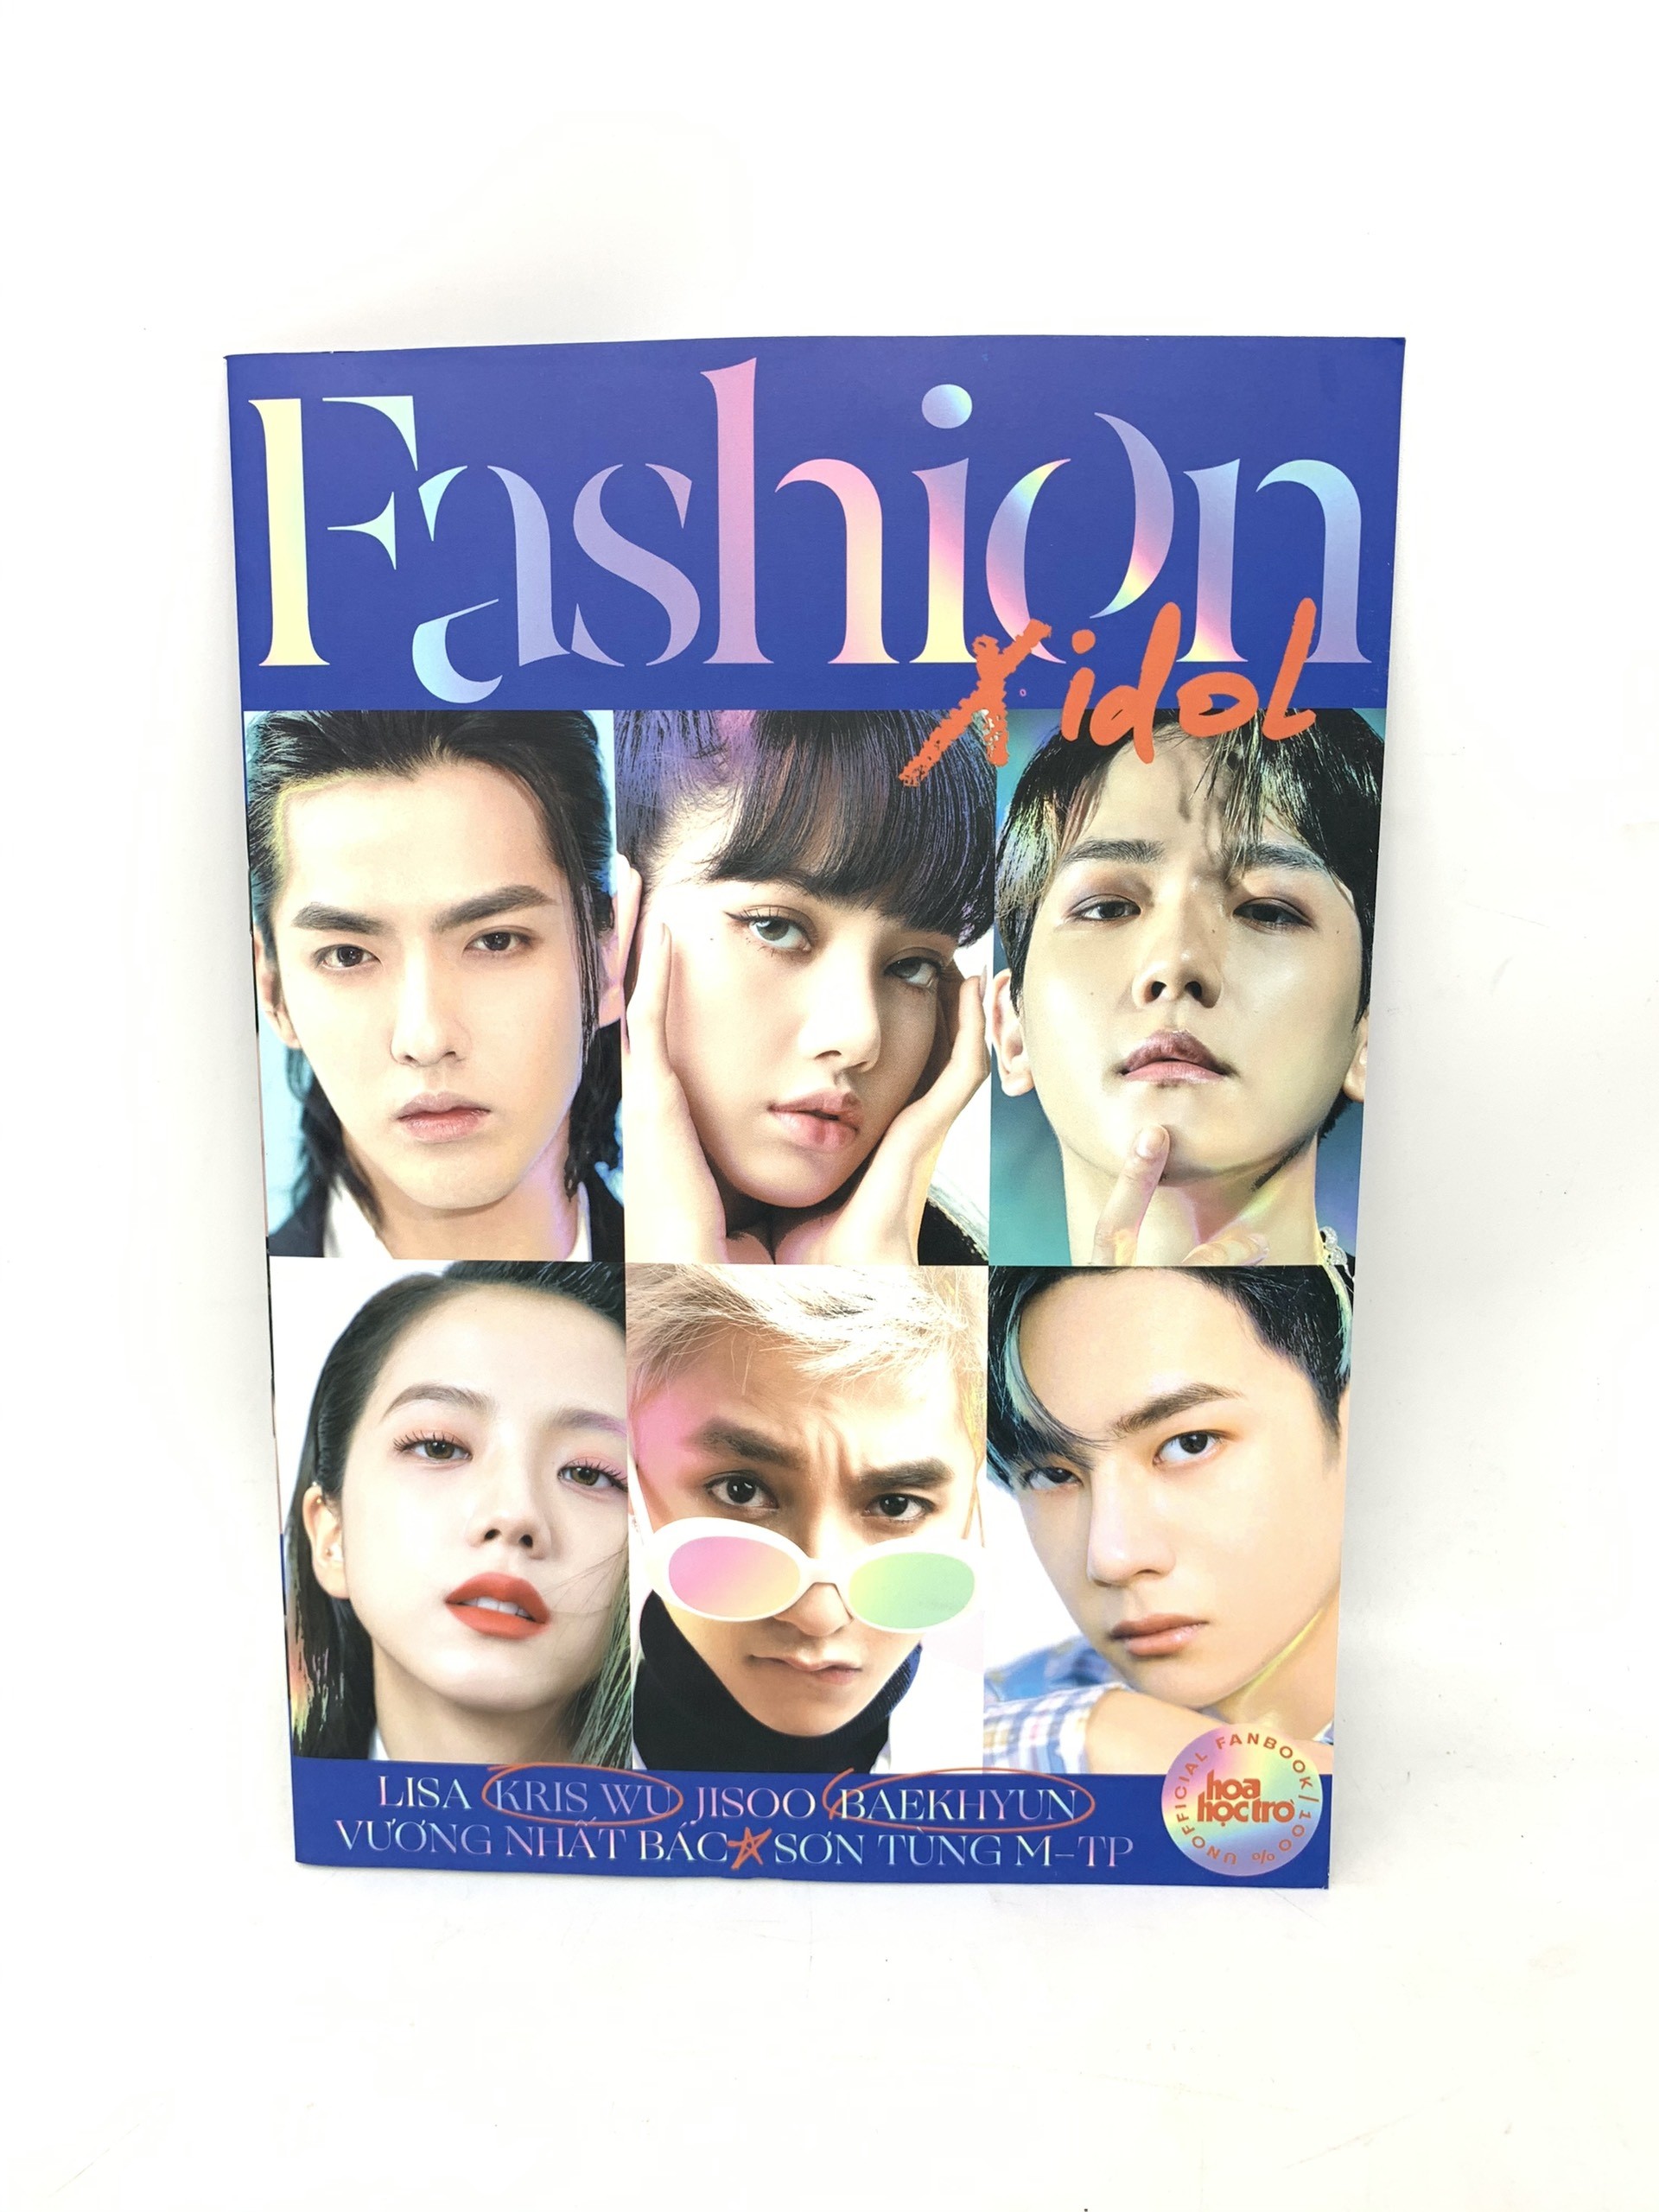 Fashion
X idol
LISA KRIS WU JISOO BAEKHYUN
VƯƠNG NHẤT BÁC SƠN TÙNG M-TP
UNOFFICIAL FANBOOK | 100%
hoa
học trò